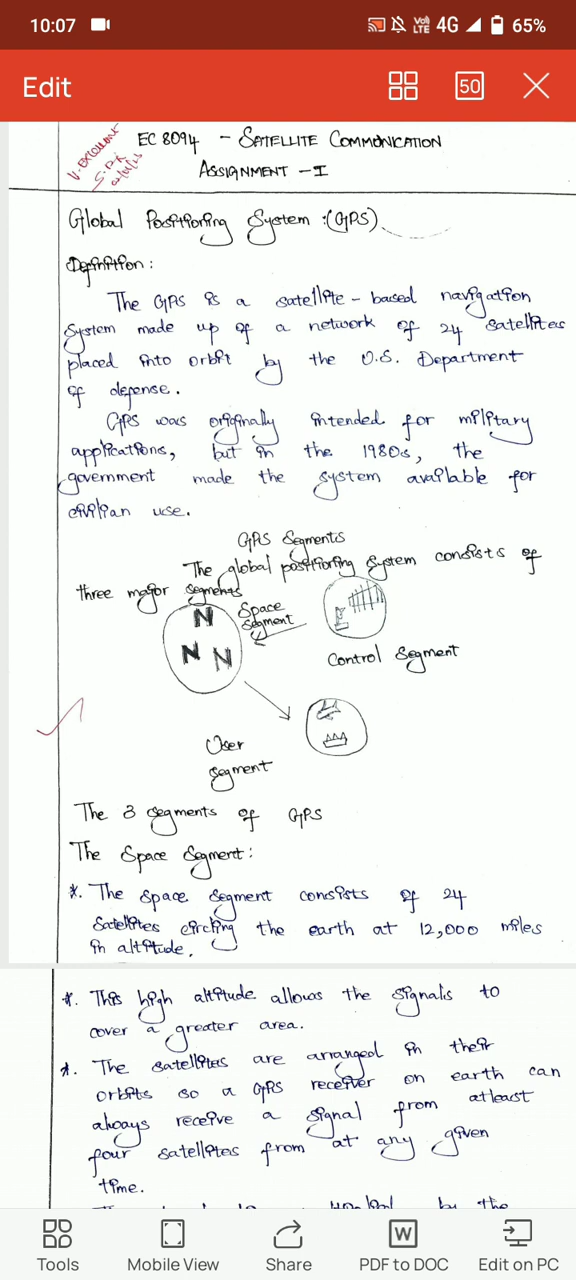 10:07
Vo)) LTE 4G 65%
Edit
50
V. Excellent
EC 8094 - SATELLITE COMMUNICATION
ASSIGNMENT - I
Global Positioning System :(GPS)
Definition :
The GPS is a satellite - based navigation
System made up of a network of 24 satellites
placed into orbit by the U.S. Department
of defense.
GPS was originally intended for military
applications, but in the 1980s, the
government made the system available for
civilian use.
GPS Segments
The global positioning system consists of
three major segments
N
Space
Segment
N N
Control Segment
User
segment
The 3 segments of GPS
The Space Segment:
*. The space segment consists of 24
Satellites circling the earth at 12,000 miles
in altitude.
*. This high altitude allows the signals to
cover a greater area.
*. The satellites are arranged in their
orbits so a GPS receiver on earth can
always receive a signal from atleast
four satellites from at any given
time.
by the
Tools
Mobile View
Share
W
PDF to DOC
Edit on PC